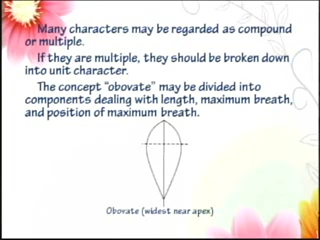 Many characters may be regarded as compound
or multiple.
If they are multiple, they should be broken down
into unit character.
The concept "obovate" may be divided into
components dealing with length, maximum breath,
and position of maximum breath.
Obovate (widest near apex)